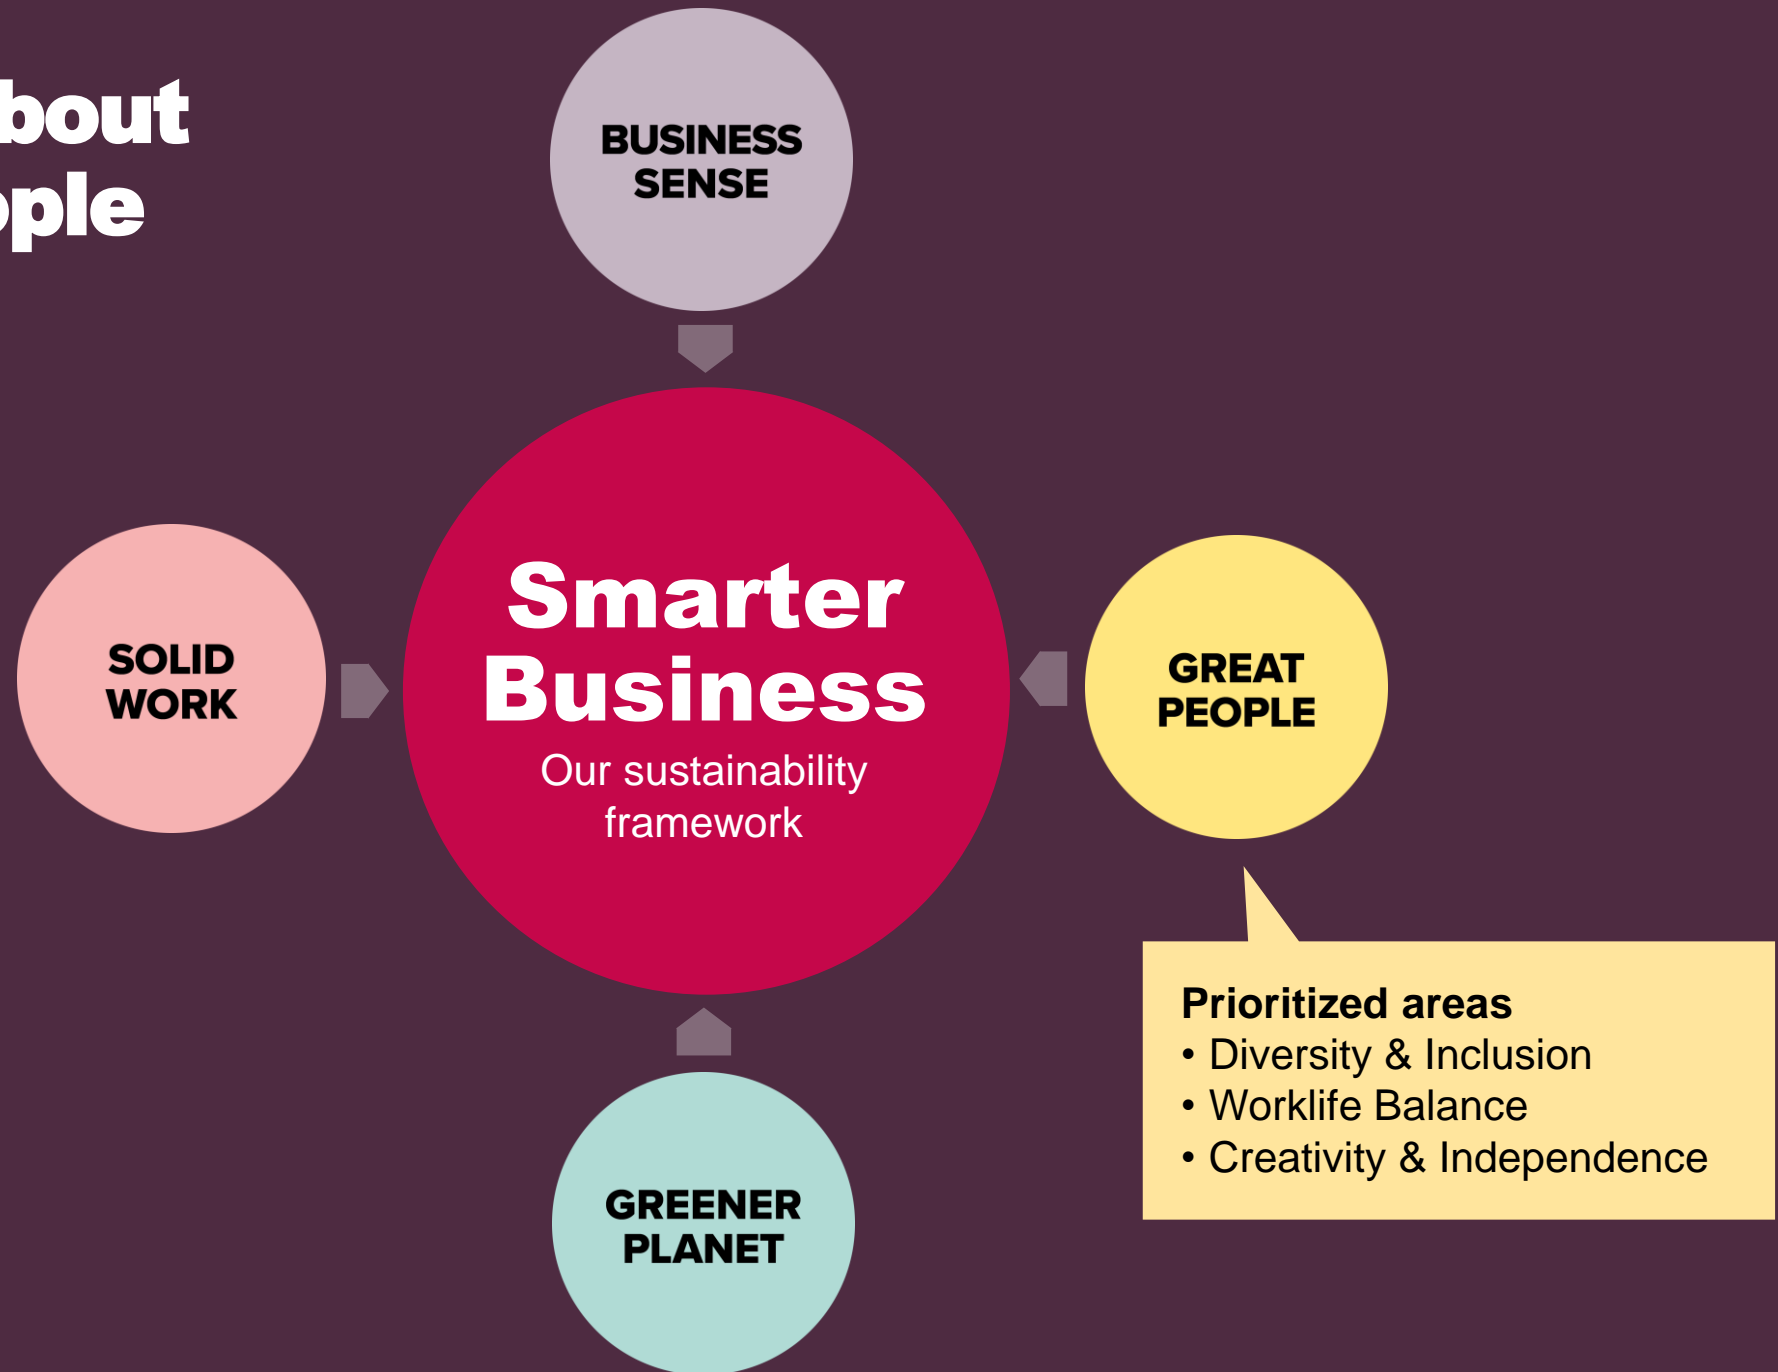 bout
ople
BUSINESS
SENSE
SOLID
WORK
Smarter
Business
Our sustainability
framework
GREAT
PEOPLE
Prioritized areas
• Diversity & Inclusion
• Worklife Balance
• Creativity & Independence
GREENER
PLANET